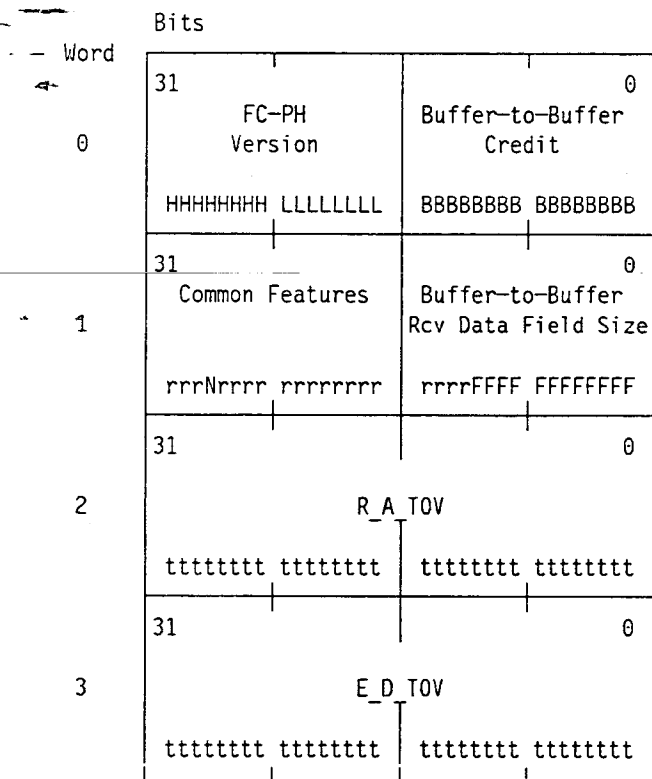 Bits
Word
31 0
FC-PH Buffer-to-Buffer
0 Version Credit
HHHHHHHH LLLLLLLL BBBBBBBB BBBBBBBB
31 0
Common Features Buffer-to-Buffer
1 Rcv Data Field Size
rrrNrrrr rrrrrrrr rrrrFFFF FFFFFFFF
31 0
2 R_A_TOV
tttttttt tttttttt tttttttt tttttttt
31 0
3 E_D_TOV
tttttttt tttttttt tttttttt tttttttt